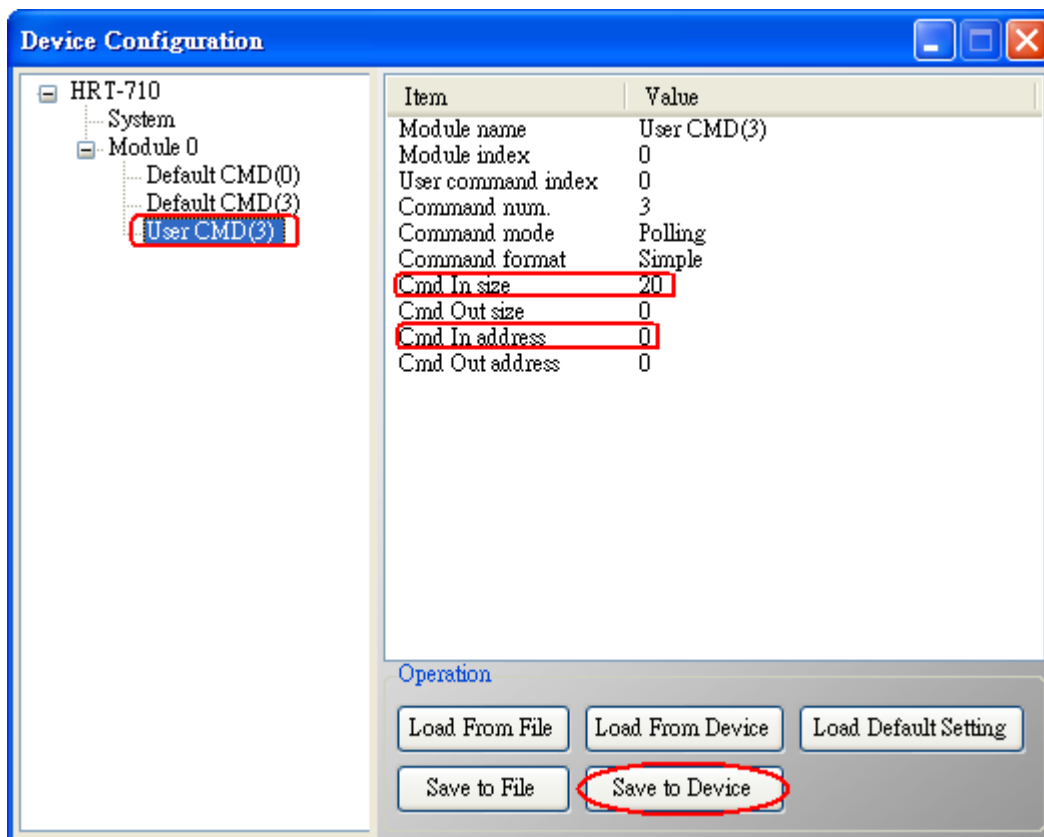 Device Configuration
HRT-710
System
Module 0
Default CMD(0)
Default CMD(3)
User CMD(3)
Item Value
Module name User CMD(3)
Module index 0
User command index 0
Command num. 3
Command mode Polling
Command format Simple
Cmd In size 20
Cmd Out size 0
Cmd In address 0
Cmd Out address 0
Operation
Load From File Load From Device Load Default Setting
Save to File Save to Device